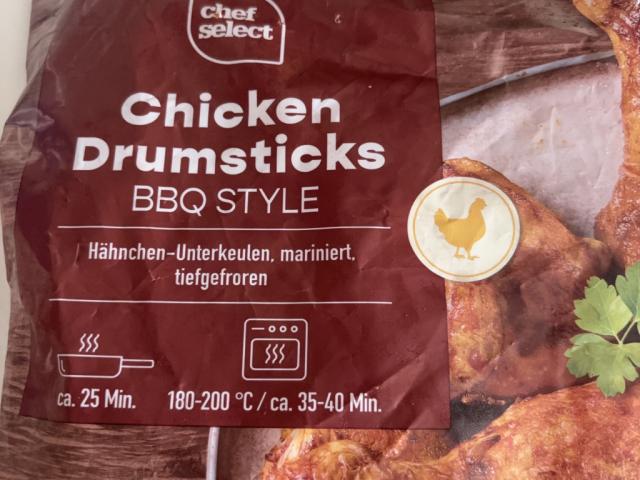 chef
select
Chicken
Drumsticks
BBQ STYLE
Hähnchen-Unterkeulen, mariniert,
tiefgefroren
ca. 25 Min.
180-200 °C / ca. 35-40 Min.